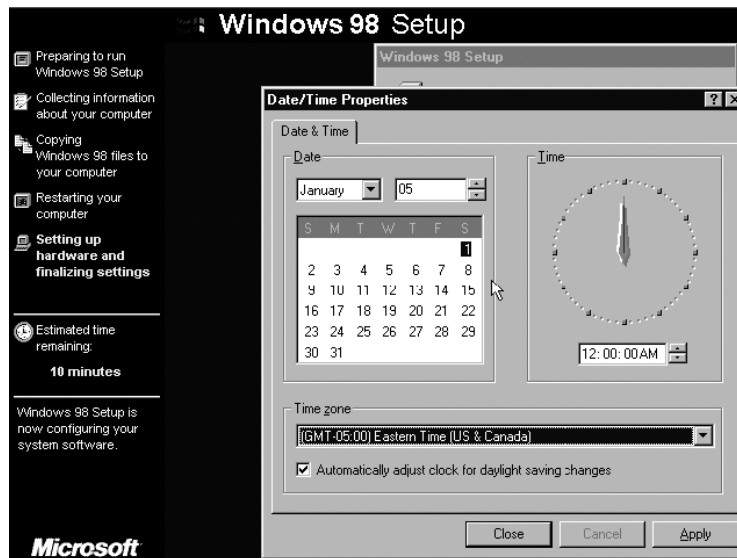 Windows 98 Setup
Preparing to run
Windows 98 Setup
Collecting information
about your computer
Copying
Windows 98 files to
your computer
Restarting your
computer
Setting up
hardware and
finalizing settings
Estimated time
remaining:
10 minutes
Windows 98 Setup is
now configuring your
system software.
Microsoft
Windows 98 Setup
Date/Time Properties
Date & Time
Date
January 05
S M T W T F S
1
2 3 4 5 6 7 8
9 10 11 12 13 14 15
16 17 18 19 20 21 22
23 24 25 26 27 28 29
30 31
Time
12:00:00AM
Time zone
(GMT-05:00) Eastern Time (US & Canada)
Automatically adjust clock for daylight saving changes
Close Cancel Apply